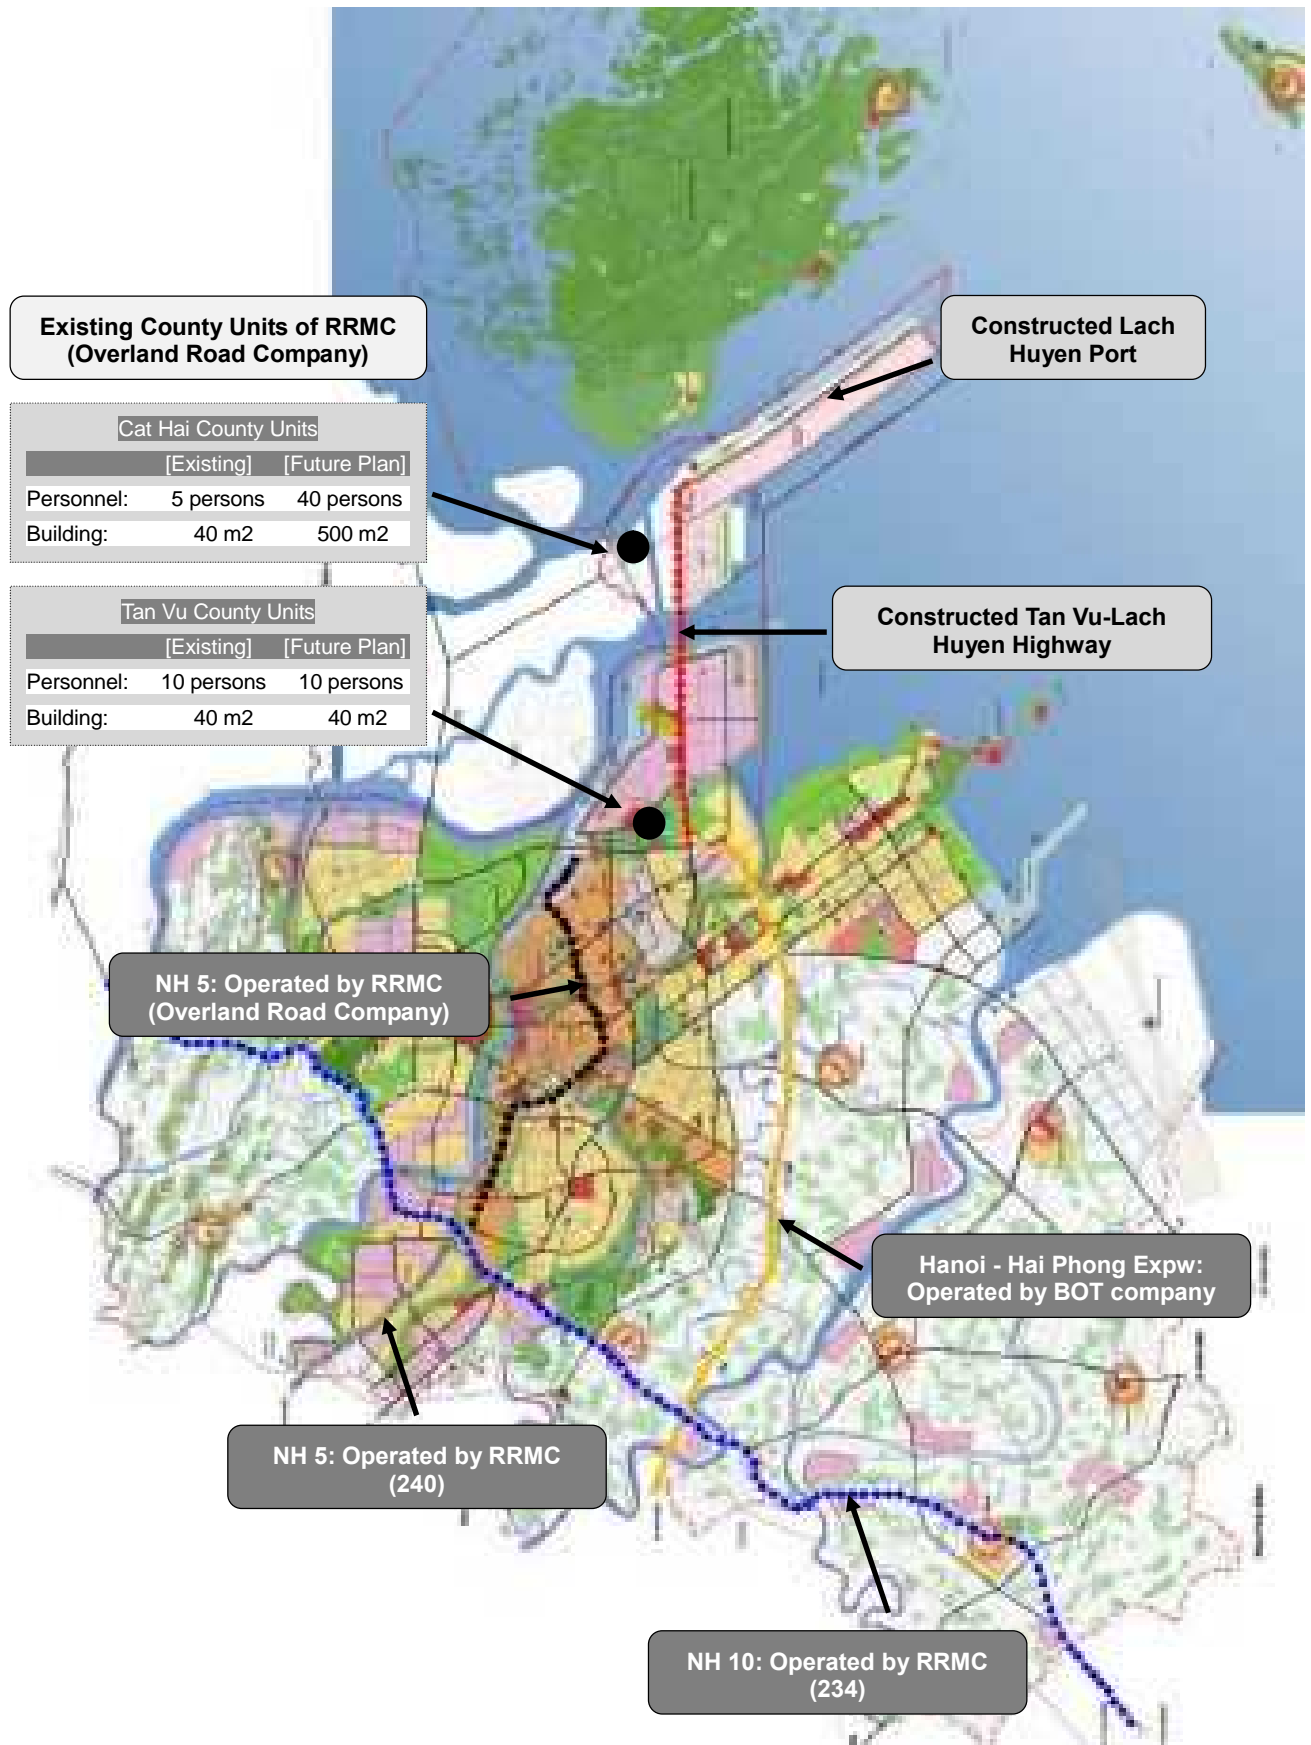 Existing County Units of RRMC
(Overland Road Company)
Constructed Lach
Huyen Port
Cat Hai County Units
[Existing] [Future Plan]
Personnel: 5 persons 40 persons
Building: 40 m2 500 m2
Tan Vu County Units
[Existing] [Future Plan]
Personnel: 10 persons 10 persons
Building: 40 m2 40 m2
Constructed Tan Vu-Lach
Huyen Highway
NH 5: Operated by RRMC
(Overland Road Company)
Hanoi - Hai Phong Expw:
Operated by BOT company
NH 5: Operated by RRMC
(240)
NH 10: Operated by RRMC
(234)